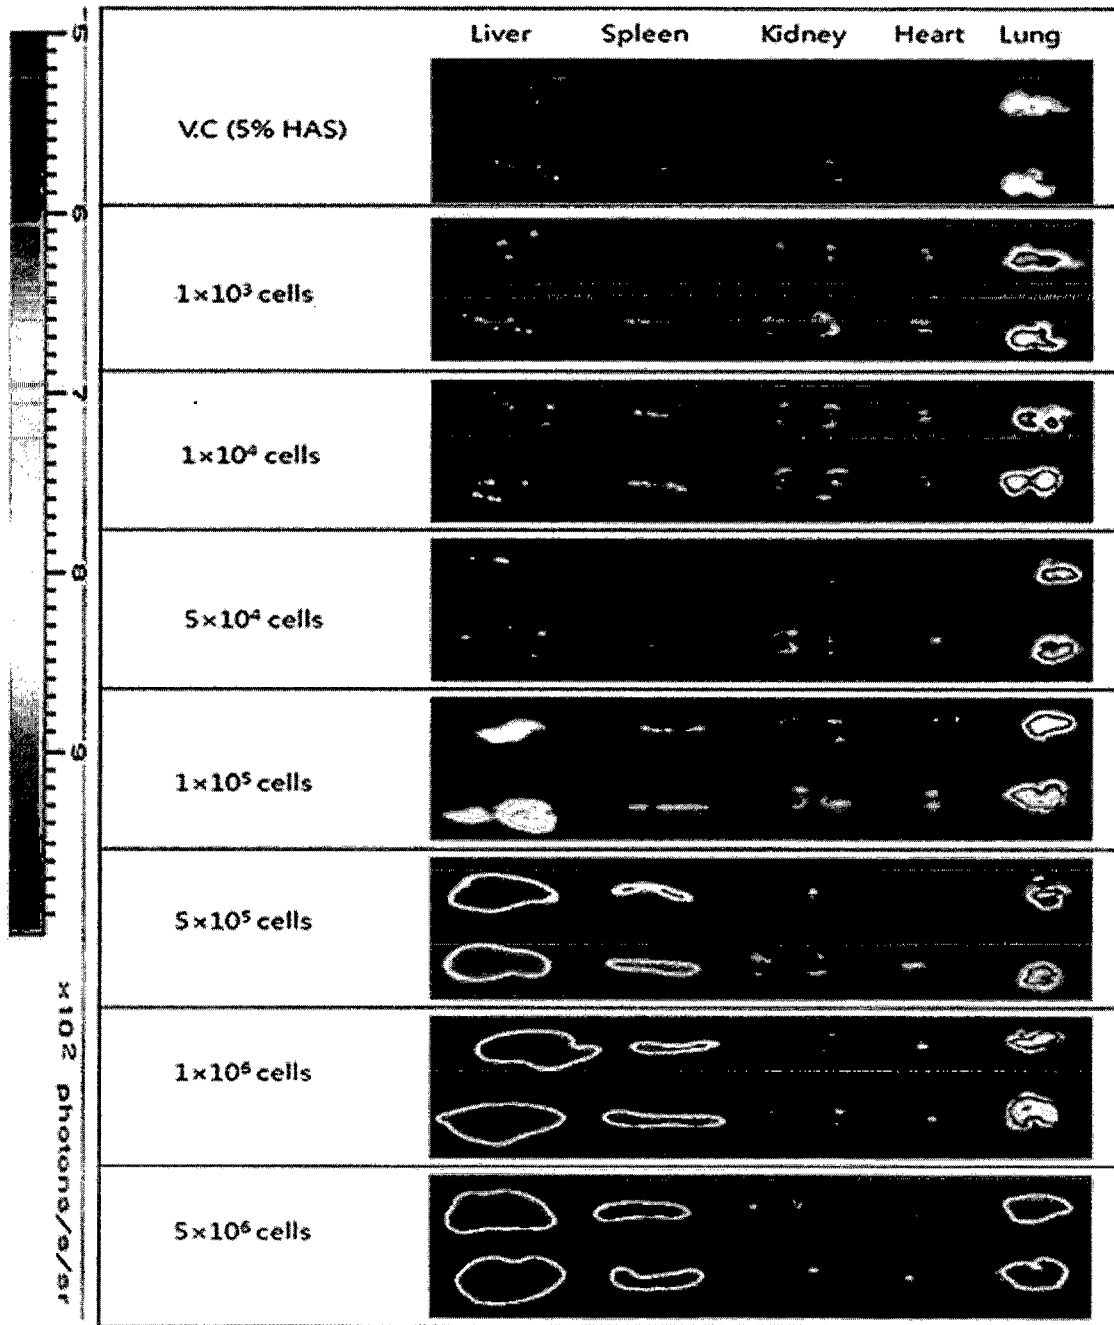 Liver Spleen Kidney Heart Lung
V.C (5% HAS)
1×10³ cells
1×10⁴ cells
5×10⁴ cells
1×10⁵ cells
5×10⁵ cells
1×10⁶ cells
5×10⁶ cells
5
6
7
8
9
×102 photons/s/sr